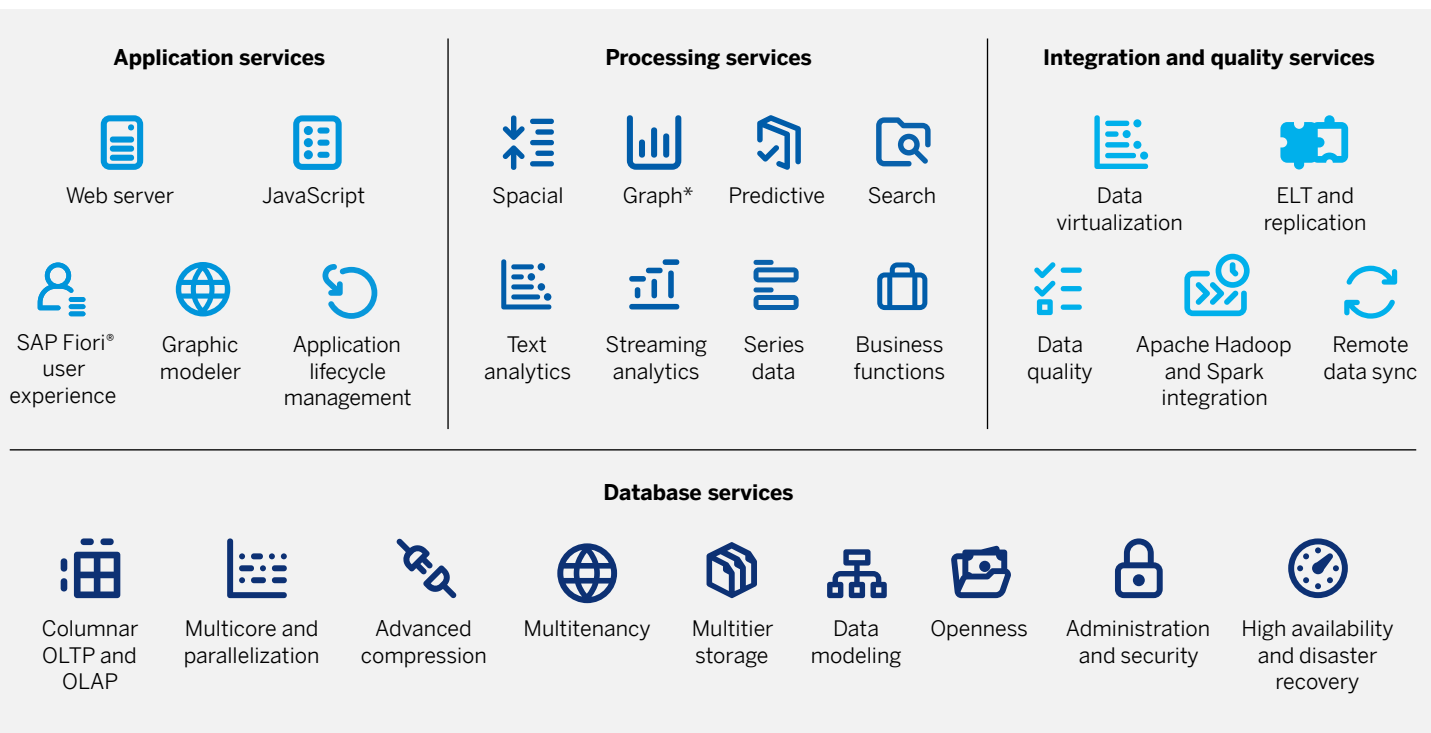 Application services
Web server
JavaScript
SAP Fiori®
user
experience
Graphic
modeler
Application
lifecycle
management
Processing services
Spacial
Graph*
Predictive
Search
Text
analytics
Streaming
analytics
Series
data
Business
functions
Integration and quality services
Data
virtualization
ELT and
replication
Data
quality
Apache Hadoop
and Spark
integration
Remote
data sync
Database services
Columnar
OLTP and
OLAP
Multicore and
parallelization
Advanced
compression
Multitenancy
Multitier
storage
Data
modeling
Openness
Administration
and security
High availability
and disaster
recovery